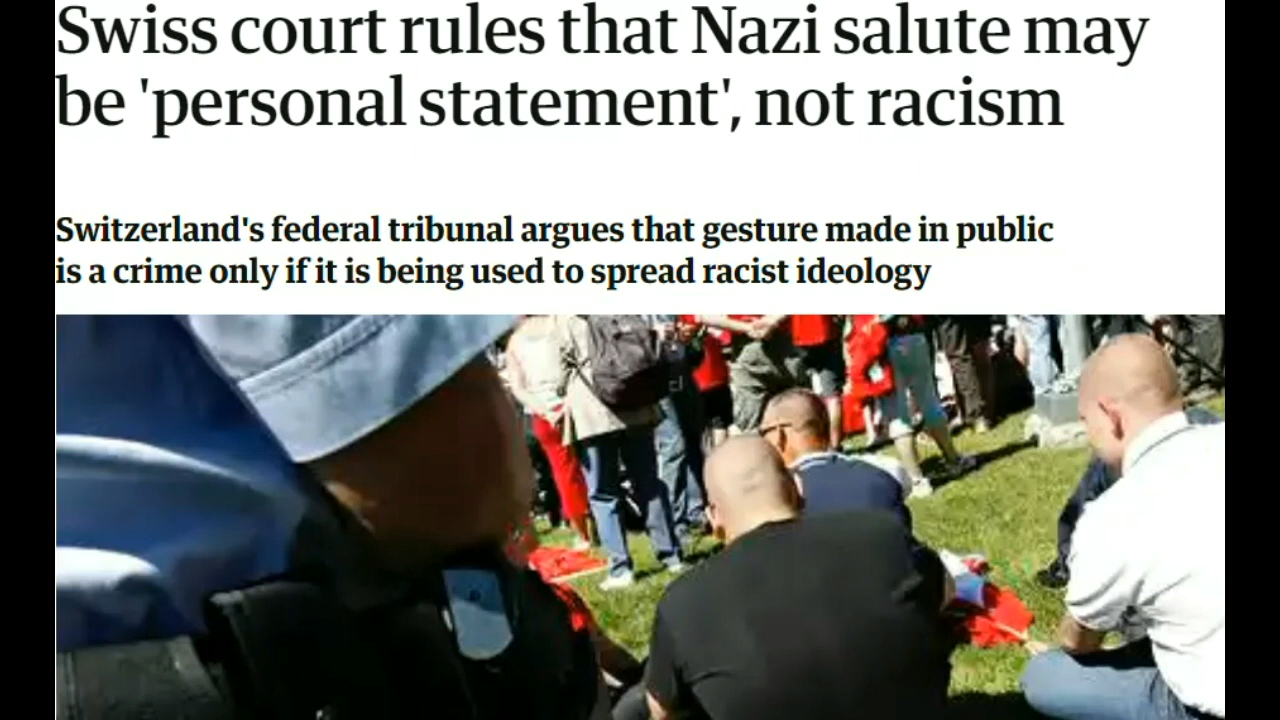 Swiss court rules that Nazi salute may
be 'personal statement', not racism
Switzerland's federal tribunal argues that gesture made in public
is a crime only if it is being used to spread racist ideology